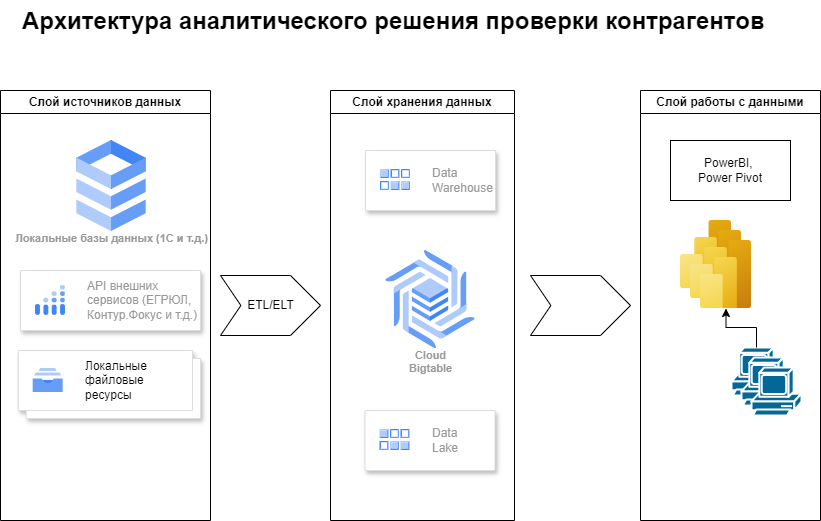 Архитектура аналитического решения проверки контрагентов
Слой источников данных
Локальные базы данных (1С и т.д.)
API внешних
сервисов (ЕГРЮЛ,
Контур.Фокус и т.д.)
Локальные
файловые
ресурсы
ETL/ELT
Слой хранения данных
Data
Warehouse
Cloud
Bigtable
Data
Lake
Слой работы с данными
PowerBI,
Power Pivot